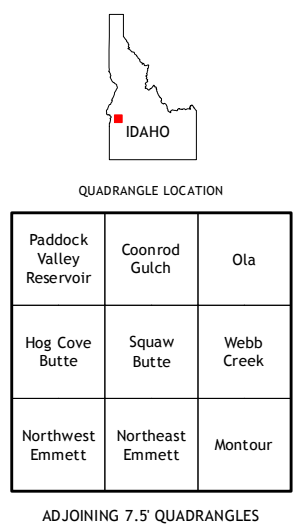 IDAHO
QUADRANGLE LOCATION
Paddock
Valley
Reservoir
Coonrod
Gulch
Ola
Hog Cove
Butte
Squaw
Butte
Webb
Creek
Northwest
Emmett
Northeast
Emmett
Montour
ADJOINING 7.5' QUADRANGLES